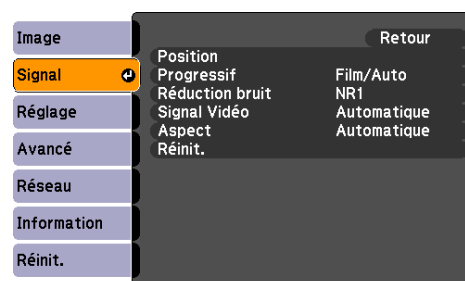 Image
Signal
Réglage
Avancé
Réseau
Information
Réinit.
Retour
Position
Progressif Film/Auto
Réduction bruit NR1
Signal Vidéo Automatique
Aspect Automatique
Réinit.